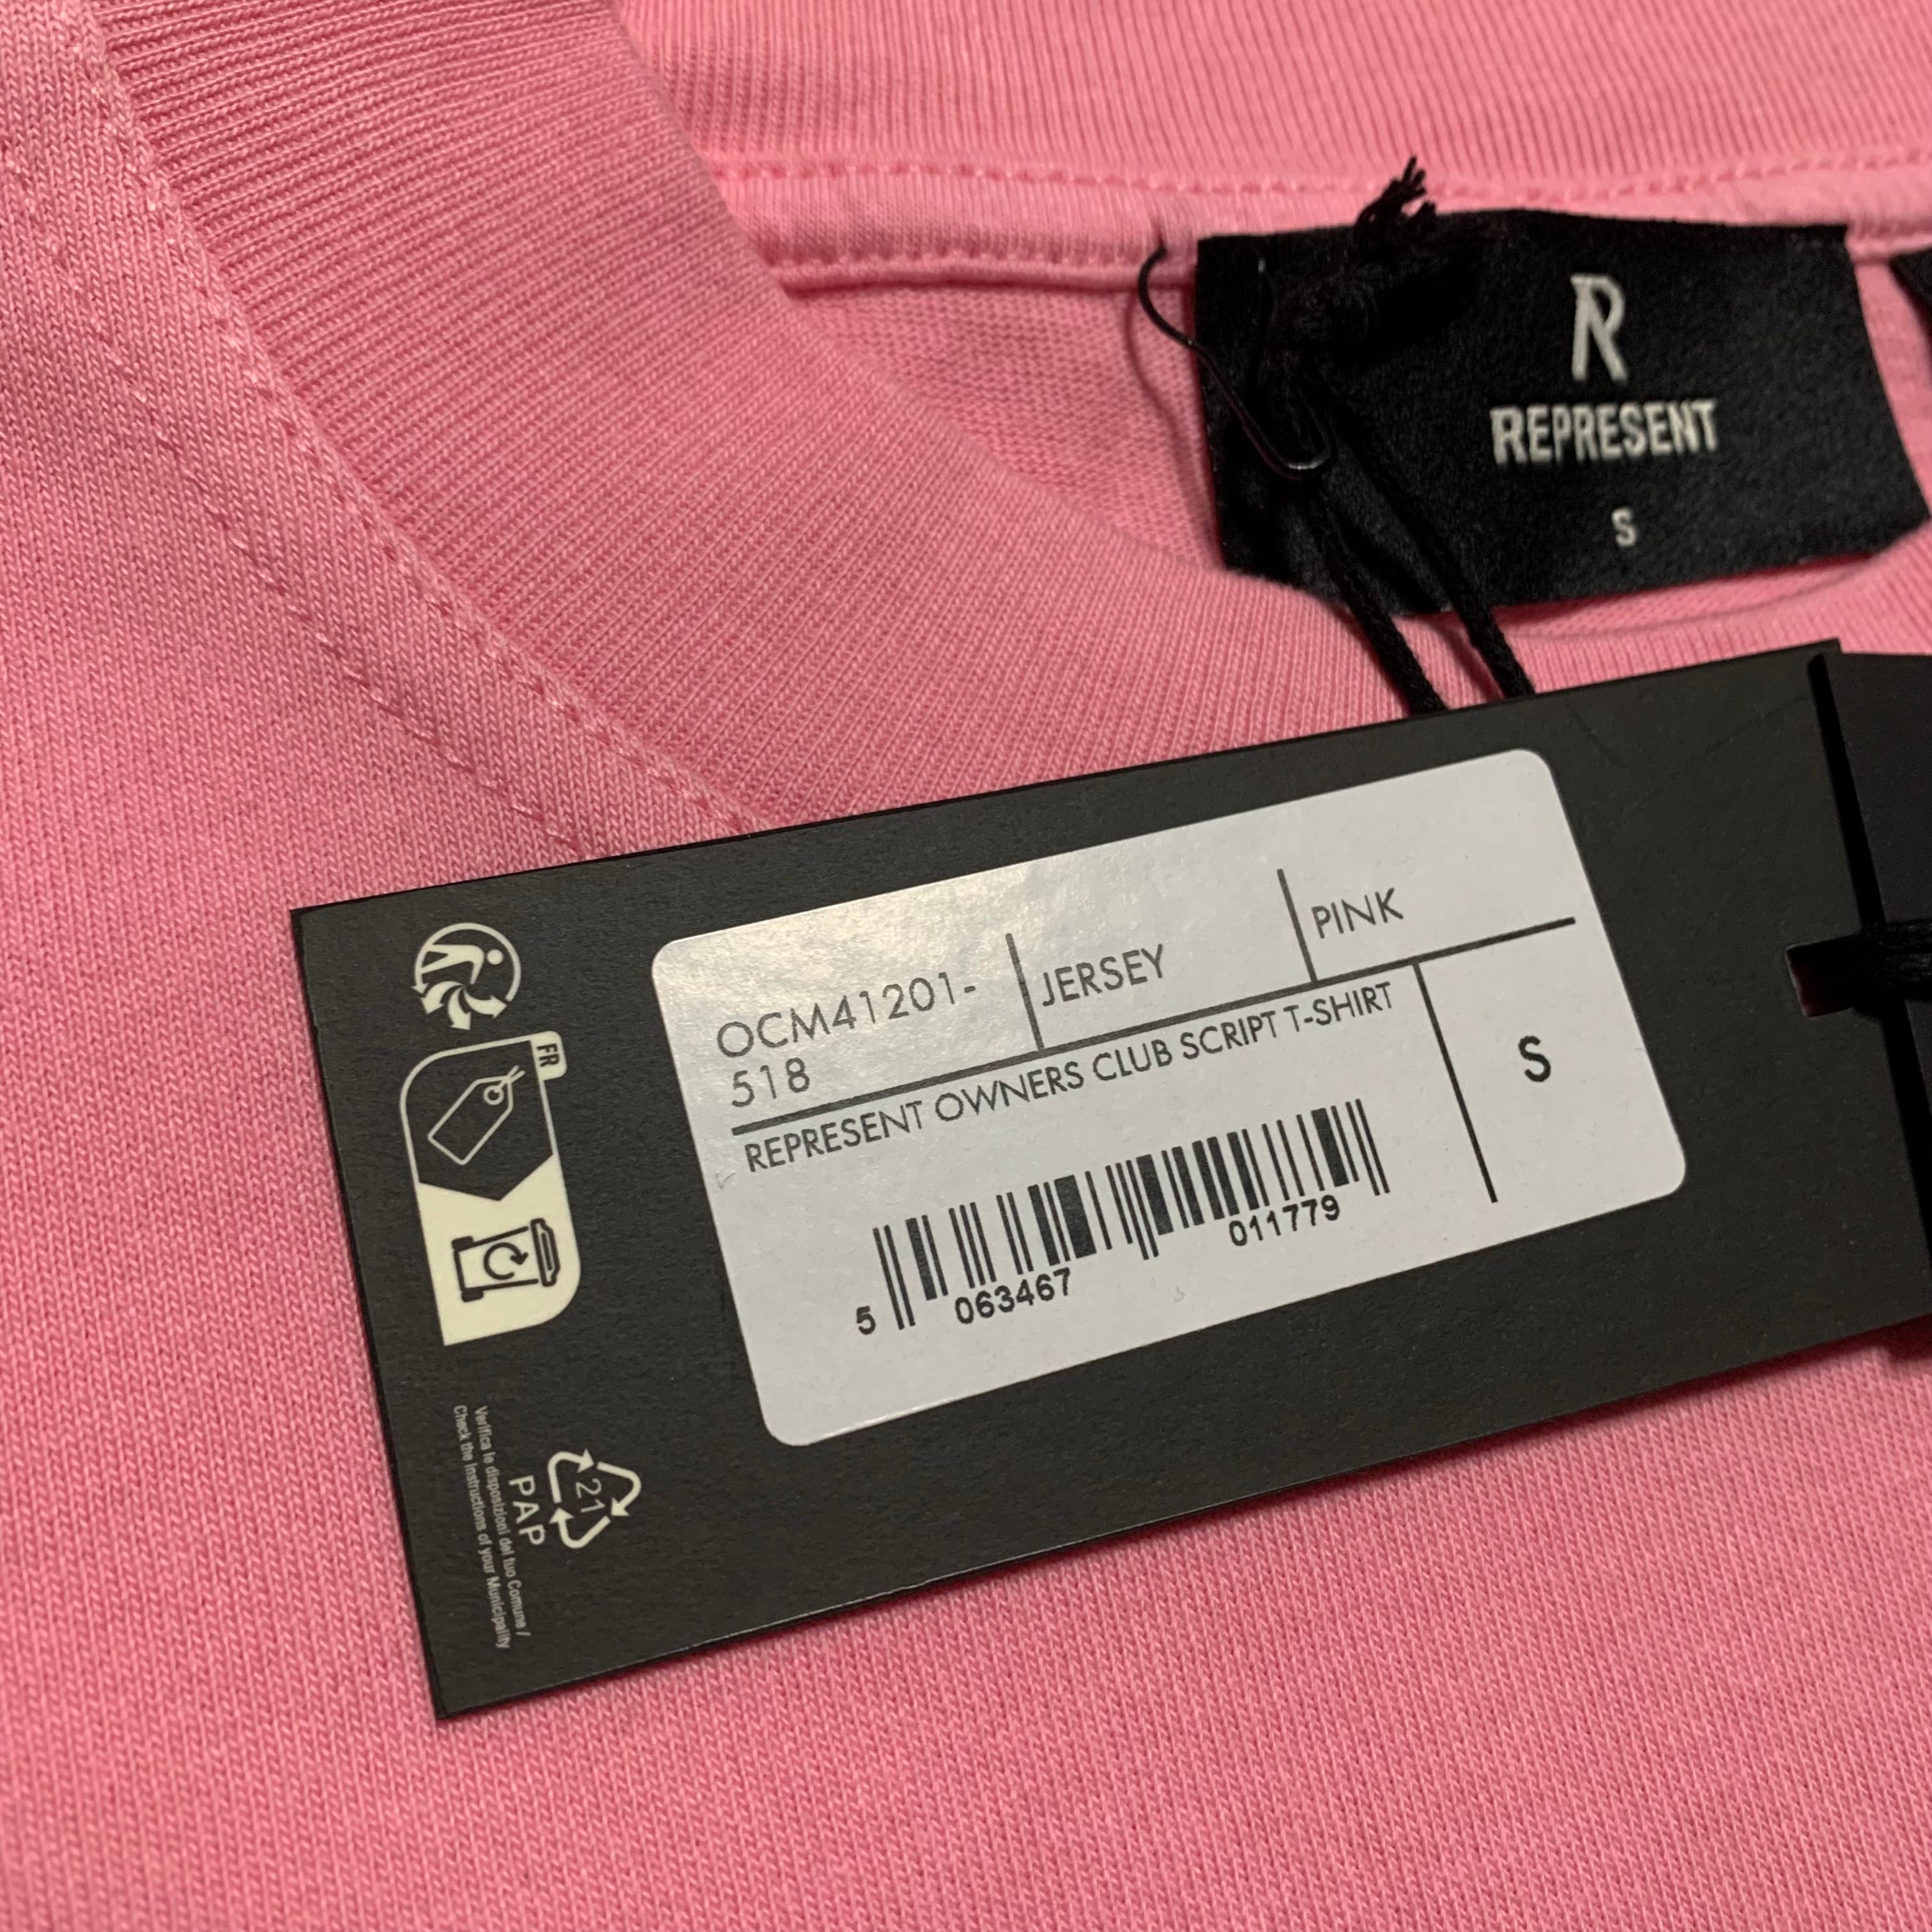 R
REPRESENT
S
OCM41201-
518
JERSEY
PINK
REPRESENT OWNERS CLUB SCRIPT T-SHIRT
S
5 063467 011779
FR
21
PAP
Verifica le disposizioni del tuo Comune /
Check the Instructions of your Municipality